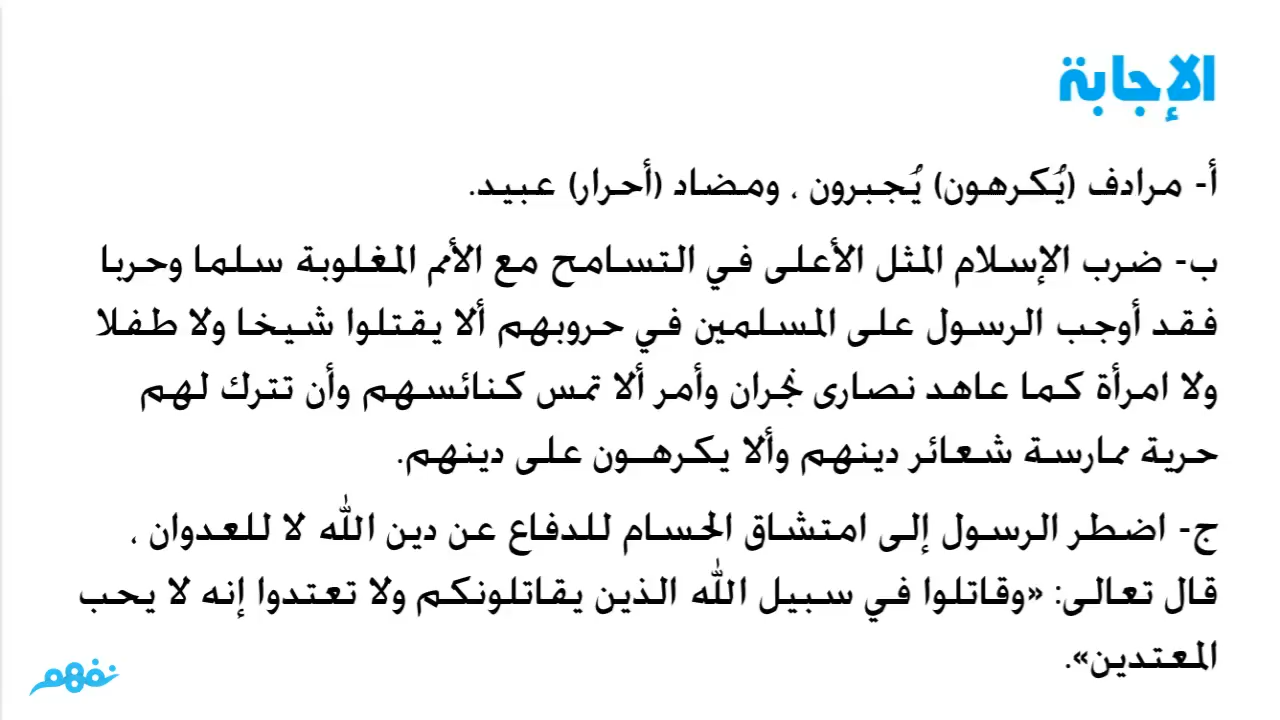 الإجابة
أ- مرادف (يُكرهون) يُجبرون ، ومضاد (أحرار) عبيد.
ب- ضرب الإسلام المثل الأعلى في التسامح مع الأمم المغلوبة سلما وحربا
فقد أوجب الرسول على المسلمين في حروبهم ألا يقتلوا شيخا ولا طفلا
ولا امرأة كما عاهد نصارى نجران وأمر ألا تمس كنائسهم وأن تترك لهم
حرية ممارسة شعائر دينهم وألا يكرهون على دينهم.
ج- اضطر الرسول إلى امتشاق الحسام للدفاع عن دين الله لا للعدوان ،
قال تعالى: «وقاتلوا في سبيل الله الذين يقاتلونكم ولا تعتدوا إنه لا يحب
المعتدين».
نفهم